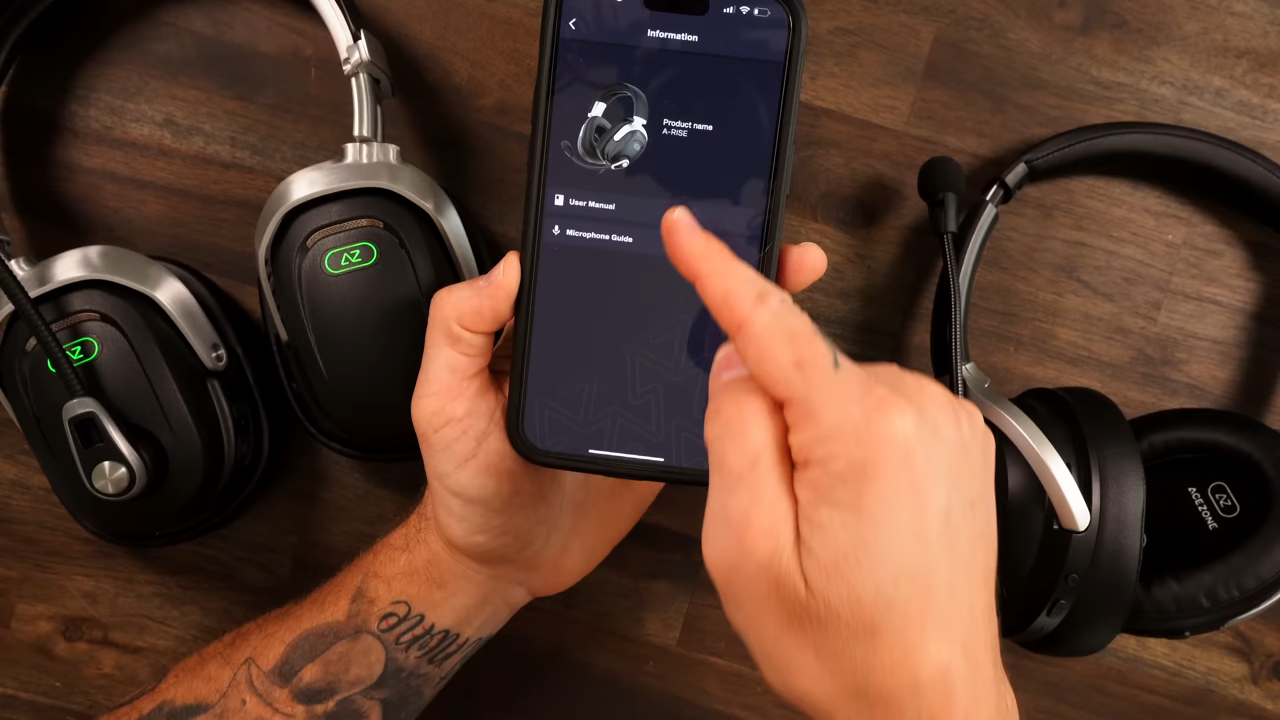 Information
Product name
A-RISE
User Manual
Microphone Guide
AZ
AZ
AZ
ACEZONE